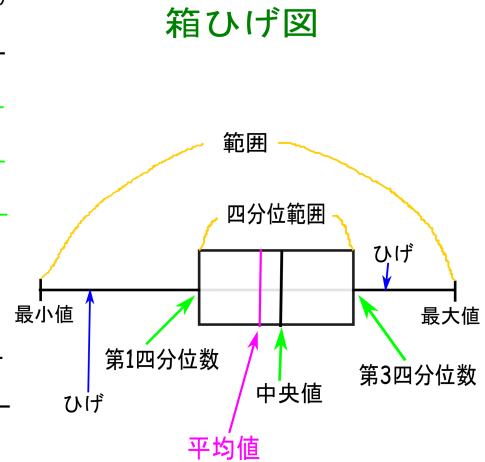 箱ひげ図
範囲
四分位範囲
ひげ
最小値
最大値
第1四分位数
第3四分位数
中央値
ひげ
平均値